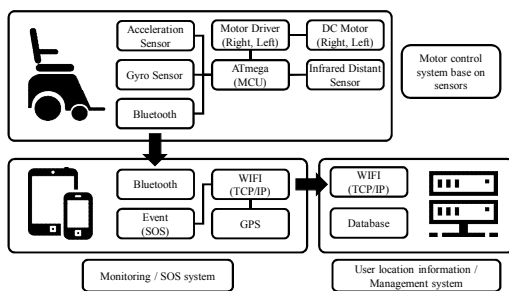 Acceleration
Sensor
Motor Driver
(Right, Left)
DC Motor
(Right, Left)
Gyro Sensor
ATmega
(MCU)
Infrared Distant
Sensor
Bluetooth
Motor control
system base on
sensors
Bluetooth
WIFI
(TCP/IP)
Event
(SOS)
GPS
WIFI
(TCP/IP)
Database
Monitoring / SOS system
User location information /
Management system